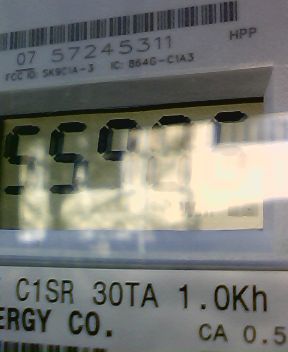 07 57245311 HPP
FCC ID: SK9C1A-3 IC: 864G-C1A3
C1SR 30TA 1.0Kh
ERGY CO. CA 0.5